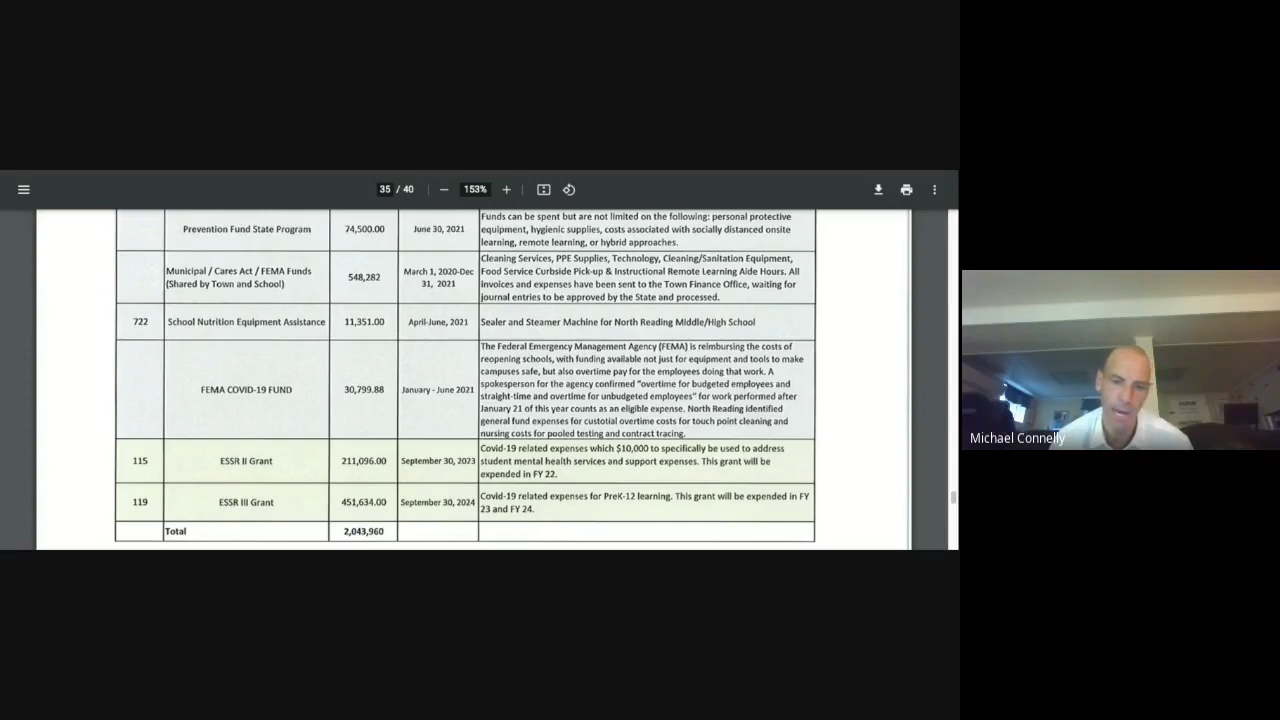 35 / 40
153%
Prevention Fund State Program
74,500.00
June 30, 2021
Funds can be spent but are not limited on the following: personal protective
equipment, hygienic supplies, costs associated with socially distanced onsite
learning, remote learning, or hybrid approaches.
Municipal / Cares Act / FEMA Funds
(Shared by Town and School)
548,282
March 1, 2020-Dec
31, 2021
Cleaning Services, PPE Supplies, Technology, Cleaning/Sanitation Equipment,
Food Service Curbside Pick-up & Instructional Remote Learning Aide Hours. All
invoices and expenses have been sent to the Town Finance Office, waiting for
journal entries to be approved by the State and processed.
722
School Nutrition Equipment Assistance
11,351.00
April-June, 2021
Sealer and Steamer Machine for North Reading Middle/High School
FEMA COVID-19 FUND
30,799.88
January - June 2021
The Federal Emergency Management Agency (FEMA) is reimbursing the costs of
reopening schools, with funding available not just for equipment and tools to make
campuses safe, but also overtime pay for the employees doing that work. A
spokesperson for the agency confirmed "overtime for budgeted employees and
straight-time and overtime for unbudgeted employees" for work performed after
January 21 of this year counts as an eligible expense. North Reading identified
general fund expenses for custotial overtime costs for touch point cleaning and
nursing costs for pooled testing and contract tracing.
115
ESSR II Grant
211,096.00
September 30, 2023
Covid-19 related expenses which $10,000 to specifically be used to address
student mental health services and support expenses. This grant will be
expended in FY 22.
119
ESSR III Grant
451,634.00
September 30, 2024
Covid-19 related expenses for PreK-12 learning. This grant will be expended in FY
23 and FY 24.
Total
2,043,960
Michael Connelly